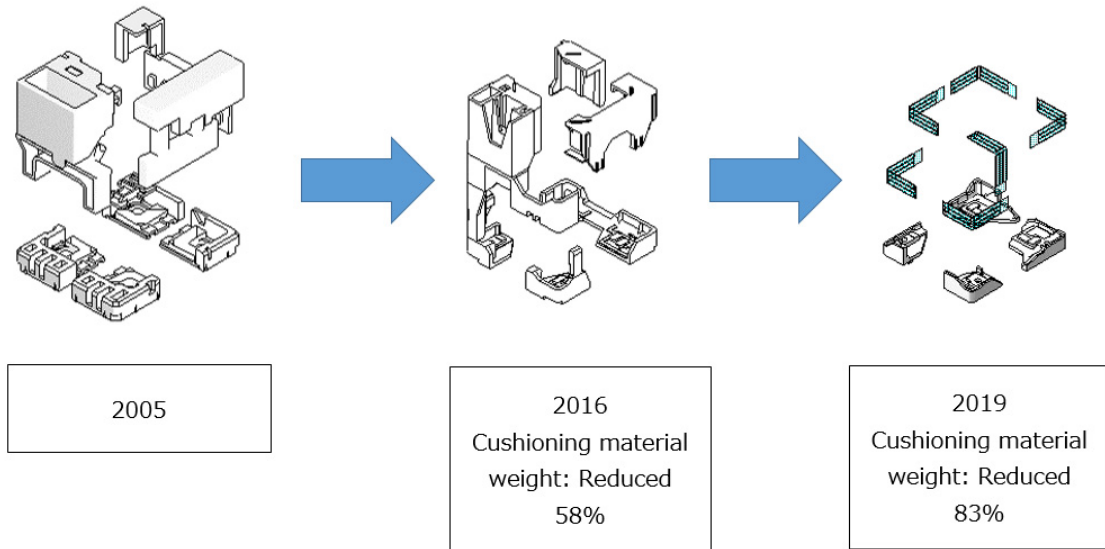 2005
2016
Cushioning material
weight: Reduced
58%
2019
Cushioning material
weight: Reduced
83%